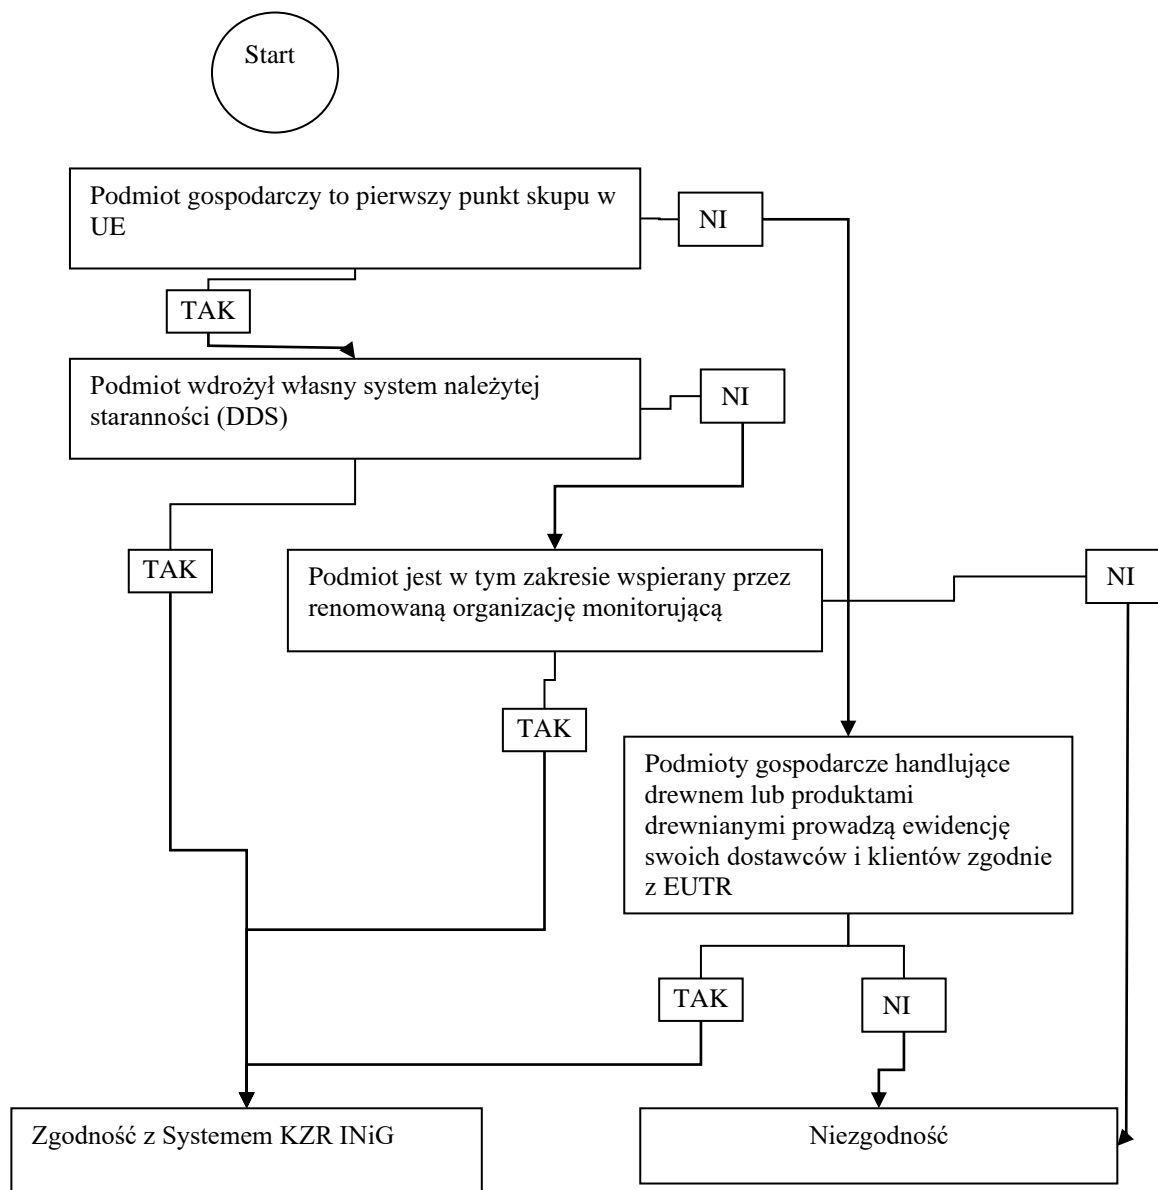 Start
Podmiot gospodarczy to pierwszy punkt skupu w
UE
NI
TAK
Podmiot wdrożył własny system należytej
staranności (DDS)
NI
TAK
Podmiot jest w tym zakresie wspierany przez
renomowaną organizację monitorującą
NI
TAK
Podmioty gospodarcze handlujące
drewnem lub produktami
drewnianymi prowadzą ewidencję
swoich dostawców i klientów zgodnie
z EUTR
TAK
NI
Zgodność z Systemem KZR INiG
Niezgodność